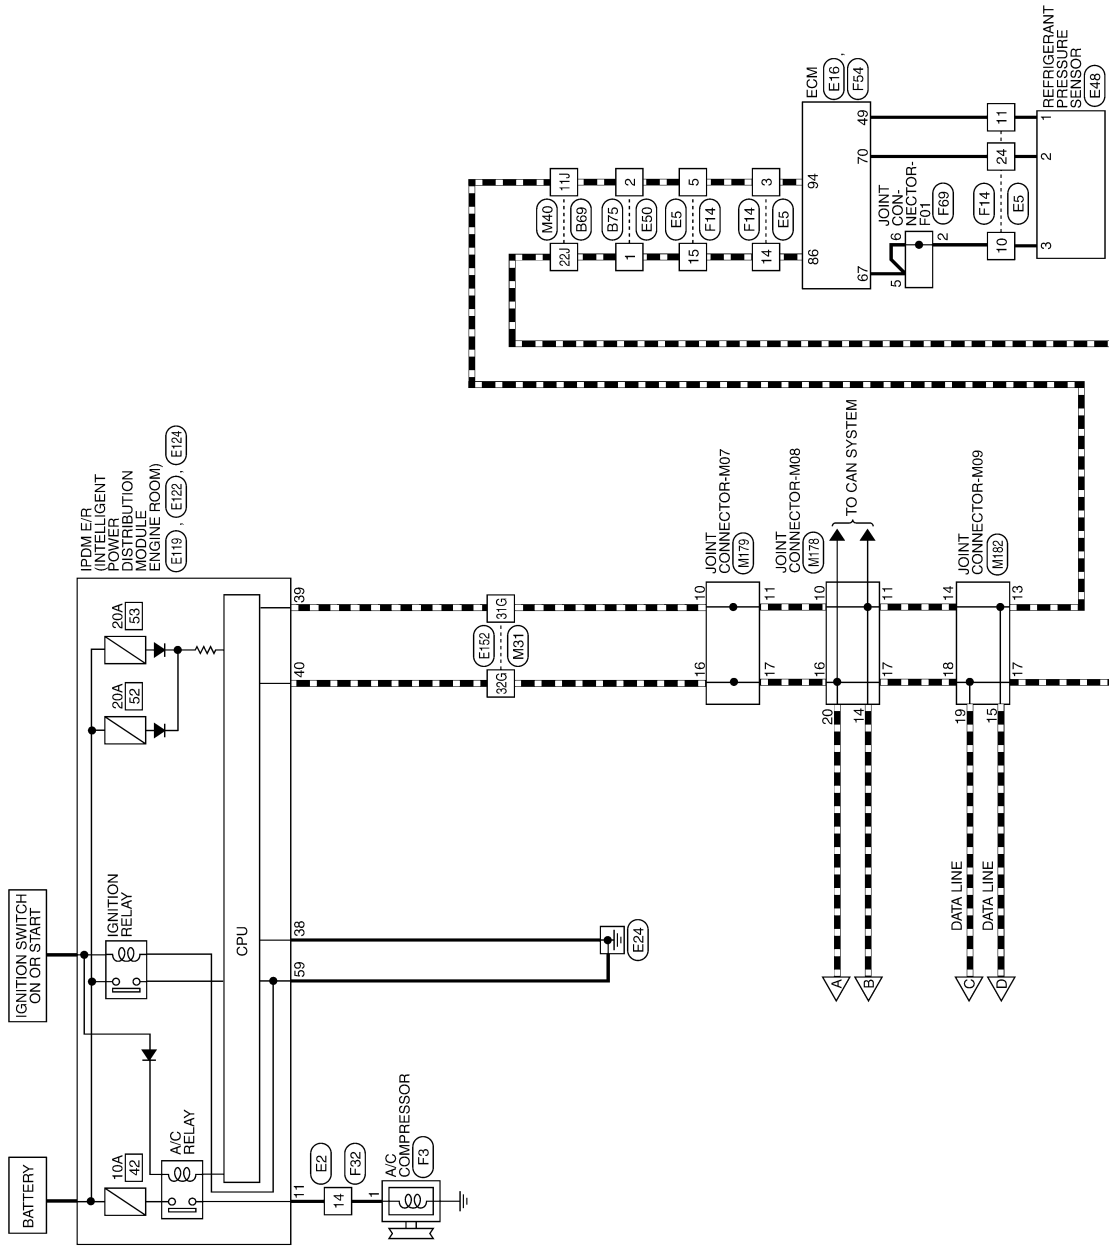 BATTERY
IGNITION SWITCH
ON OR START
IPDM E/R
(INTELLIGENT
POWER
DISTRIBUTION
MODULE
ENGINE ROOM)
E119 , E122 , E124
10A
42
A/C
RELAY
IGNITION
RELAY
20A
52
20A
53
CPU
11
59
38
40
39
E2
14
F32
1
A/C
COMPRESSOR
F3
E24
32G
31G
E152
M31
16
10
JOINT
CONNECTOR-M07
M179
17
11
JOINT
CONNECTOR-M08
M178
16
10
20
14
17
11
TO CAN SYSTEM
A
B
18
14
JOINT
CONNECTOR-M09
M182
19
15
17
13
DATA LINE
DATA LINE
C
D
22J
11J
M40
B69
1
2
B75
E50
15
5
E5
F14
14
3
F14
E5
86
94
ECM
E16 ,
F54
67
70
49
5
6
2
JOINT
CON-
NECTOR-
F01
F69
10
24
11
F14
E5
3
2
1
REFRIGERANT
PRESSURE
SENSOR
E48